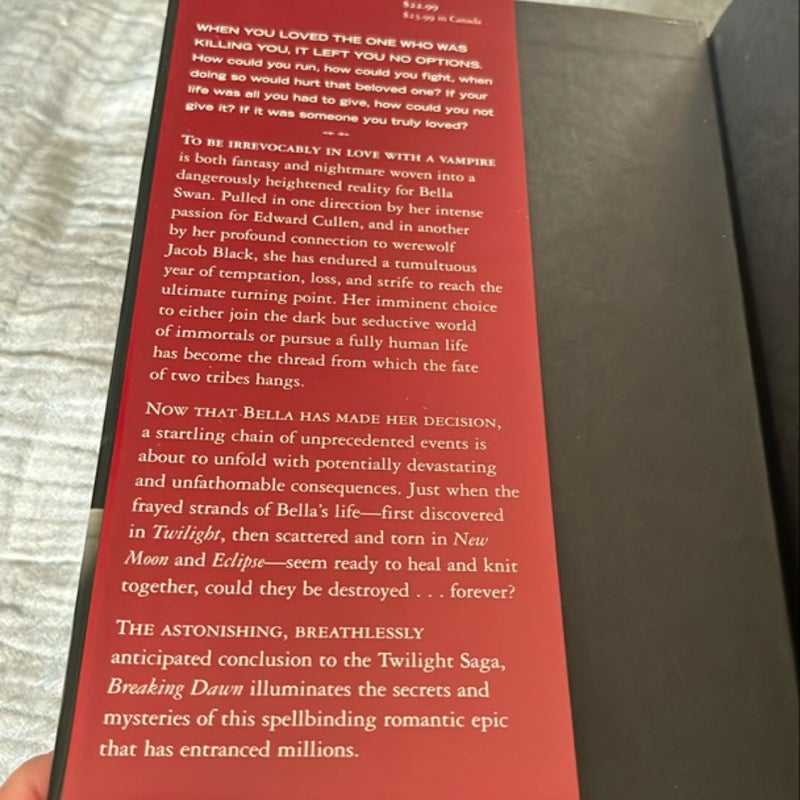 $22.99
$25.99 in Canada
WHEN YOU LOVED THE ONE WHO WAS
KILLING YOU, IT LEFT YOU NO OPTIONS.
How could you run, how could you fight, when
doing so would hurt that beloved one? If your
life was all you had to give, how could you not
give it? If it was someone you truly loved?
TO BE IRREVOCABLY IN LOVE WITH A VAMPIRE
is both fantasy and nightmare woven into a
dangerously heightened reality for Bella
Swan. Pulled in one direction by her intense
passion for Edward Cullen, and in another
by her profound connection to werewolf
Jacob Black, she has endured a tumultuous
year of temptation, loss, and strife to reach the
ultimate turning point. Her imminent choice
to either join the dark but seductive world
of immortals or pursue a fully human life
has become the thread from which the fate
of two tribes hangs.
NOW THAT BELLA HAS MADE HER DECISION,
a startling chain of unprecedented events is
about to unfold with potentially devastating
and unfathomable consequences. Just when the
frayed strands of Bella's life—first discovered
in Twilight, then scattered and torn in New
Moon and Eclipse—seem ready to heal and knit
together, could they be destroyed . . . forever?
THE ASTONISHING, BREATHLESSLY
anticipated conclusion to the Twilight Saga,
Breaking Dawn illuminates the secrets and
mysteries of this spellbinding romantic epic
that has entranced millions.